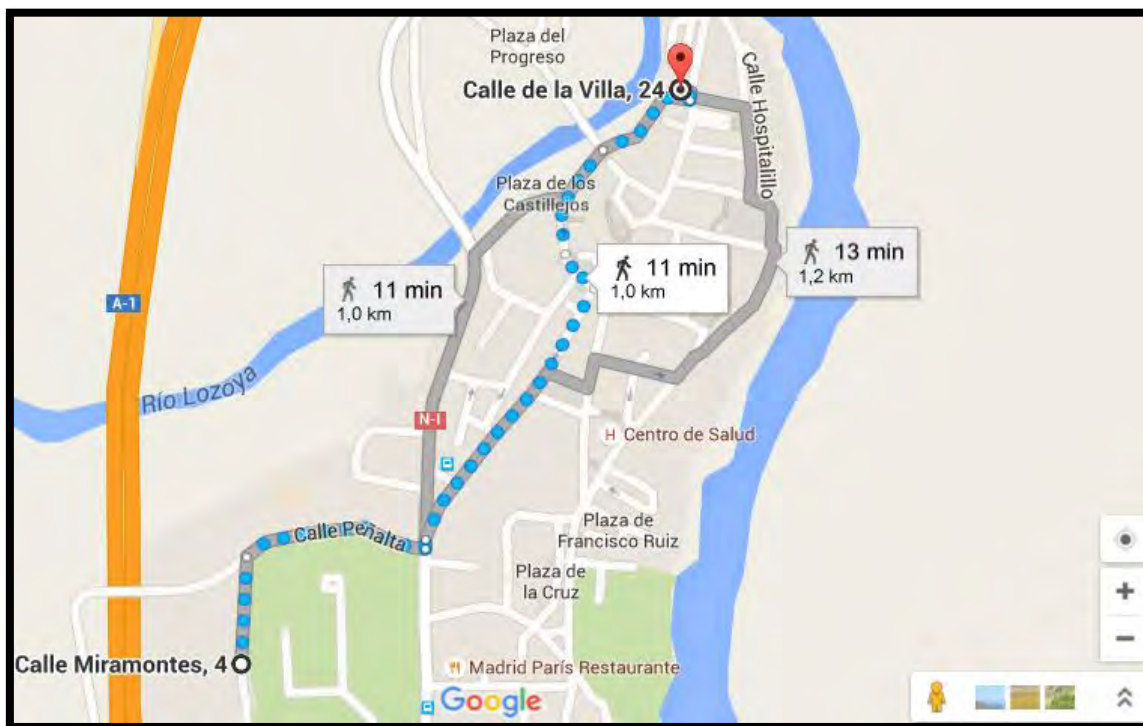 Plaza del
Progreso
Calle de la Villa, 24
Calle Hospitalillo
Plaza de los
Castillejos
11 min
1,0 km
11 min
1,0 km
13 min
1,2 km
A-1
Río Lozoya
N-I
H Centro de Salud
Calle Peñalta
Plaza de
Francisco Ruiz
Plaza de
la Cruz
Calle Miramontes, 4
Madrid París Restaurante
Google